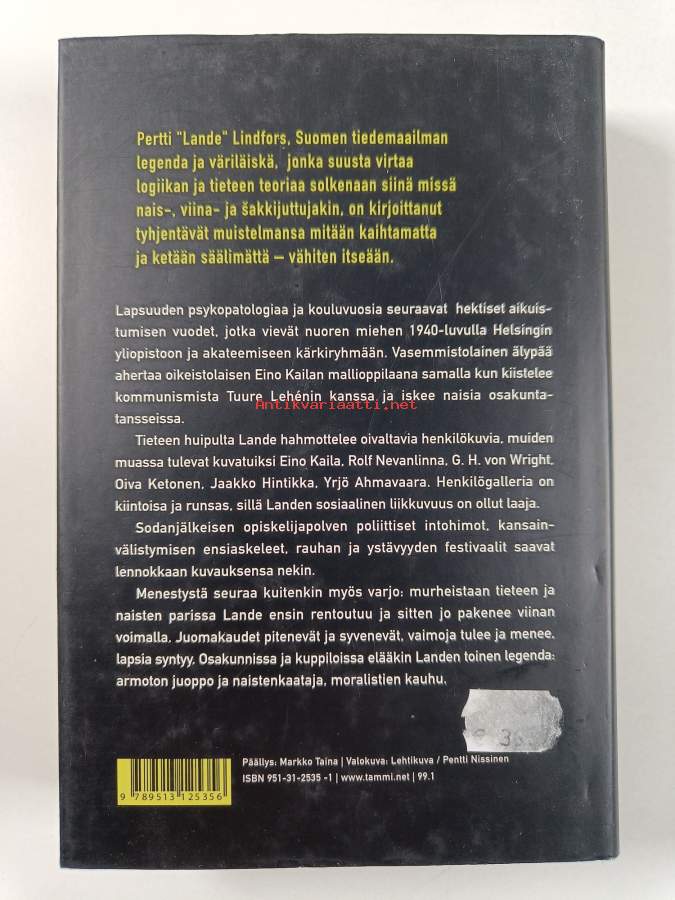 Pertti "Lande" Lindfors, Suomen tiedemaailman
legenda ja väriläiskä, jonka suusta virtaa
logiikan ja tieteen teoriaa solkenaan siinä missä
nais-, viina- ja šakkijuttujakin, on kirjoittanut
tyhjentävät muistelmansa mitään kaihtamatta
ja ketään säälimättä – vähiten itseään.
Lapsuuden psykopatologiaa ja kouluvuosia seuraavat hektiset aikuis-
tumisen vuodet, jotka vievät nuoren miehen 1940-luvulla Helsingin
yliopistoon ja akateemiseen kärkiryhmään. Vasemmistolainen älypää
ahertaa oikeistolaisen Eino Kailan mallioppilaana samalla kun kiistelee
kommunismista Tuure Lehénin kanssa ja iskee naisia osakunta-
Antikvariaatti.net
tansseissa.
Tieteen huipulta Lande hahmottelee oivaltavia henkilökuvia, muiden
muassa tulevat kuvatuiksi Eino Kaila, Rolf Nevanlinna, G. H. von Wright,
Oiva Ketonen, Jaakko Hintikka, Yrjö Ahmavaara. Henkilögalleria on
kiintoisa ja runsas, sillä Landen sosiaalinen liikkuvuus on ollut laaja.
Sodanjälkeisen opiskelijapolven poliittiset intohimot, kansain-
välistymisen ensiaskeleet, rauhan ja ystävyyden festivaalit saavat
lennokkaan kuvauksensa nekin.
Menestystä seuraa kuitenkin myös varjo: murheistaan tieteen ja
naisten parissa Lande ensin rentoutuu ja sitten jo pakenee viinan
voimalla. Juomakaudet pitenevät ja syvenevät, vaimoja tulee ja menee,
lapsia syntyy. Osakunnissa ja kuppiloissa elääkin Landen toinen legenda:
armoton juoppo ja naistenkaataja, moralistien kauhu.
Päällys: Markko Taina | Valokuva: Lehtikuva / Pentti Nissinen
ISBN 951-31-2535 -1 | www.tammi.net | 99.1
9 789513 125356